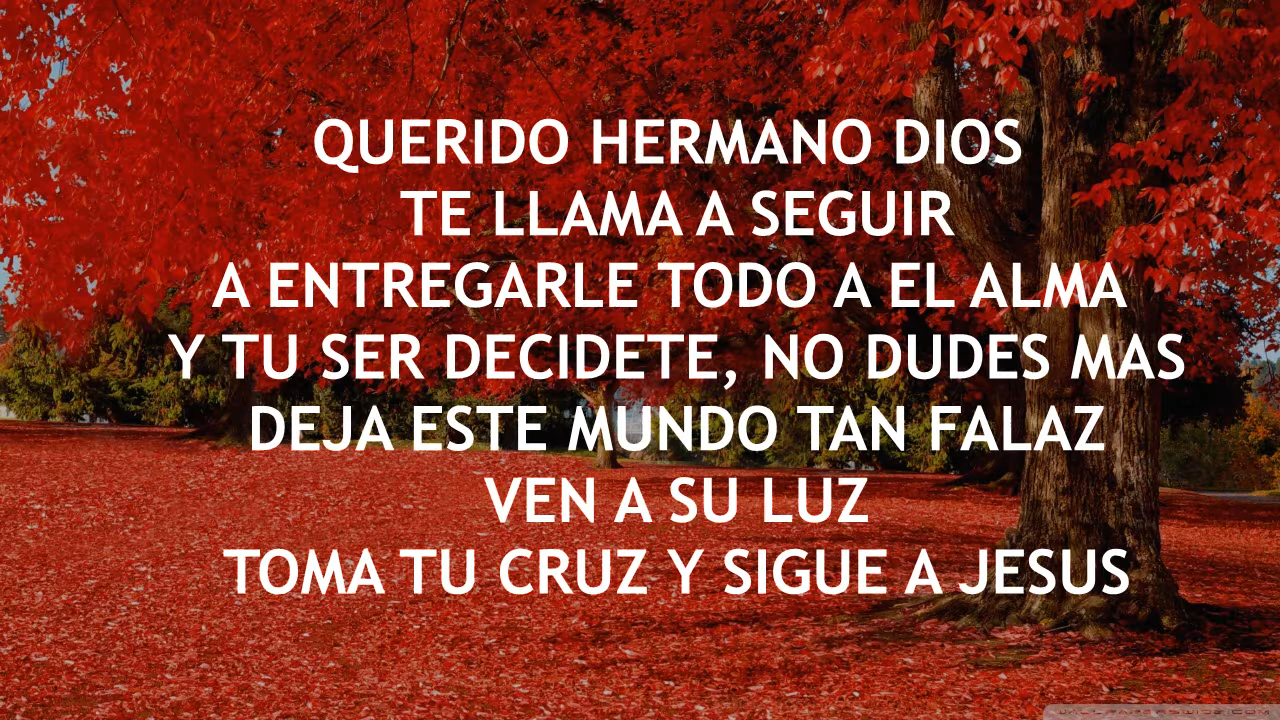 QUERIDO HERMANO DIOS
TE LLAMA A SEGUIR
A ENTREGARLE TODO A EL ALMA
Y TU SER DECIDETE, NO DUDES MAS
DEJA ESTE MUNDO TAN FALAZ
VEN A SU LUZ
TOMA TU CRUZ Y SIGUE A JESUS